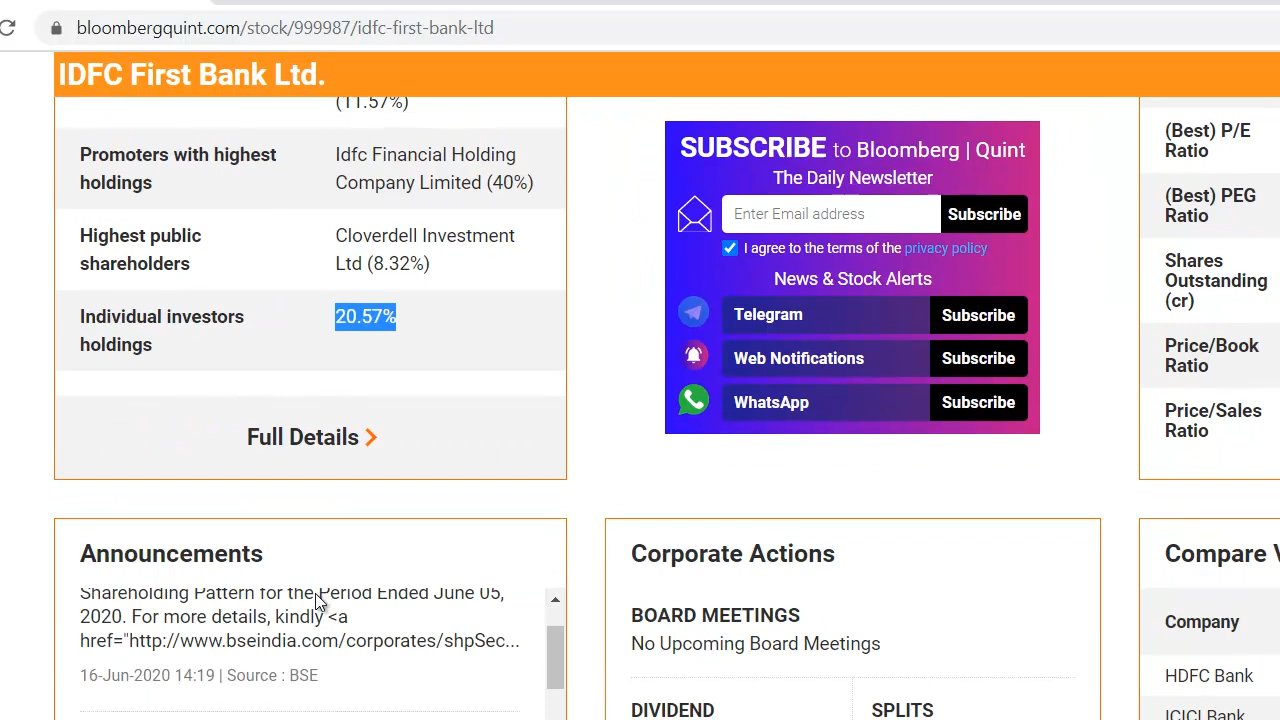 bloombergquint.com/stock/999987/idfc-first-bank-ltd
IDFC First Bank Ltd.
(11.57%)
Promoters with highest
holdings
Idfc Financial Holding
Company Limited (40%)
Highest public
shareholders
Cloverdell Investment
Ltd (8.32%)
Individual investors
holdings
20.57%
Full Details
SUBSCRIBE to Bloomberg | Quint
The Daily Newsletter
Enter Email address
Subscribe
I agree to the terms of the privacy policy
News & Stock Alerts
Telegram
Subscribe
Web Notifications
Subscribe
WhatsApp
Subscribe
(Best) P/E
Ratio
(Best) PEG
Ratio
Shares
Outstanding
(cr)
Price/Book
Ratio
Price/Sales
Ratio
Announcements
Shareholding Pattern for the Period Ended June 05,
2020. For more details, kindly <a
href="http://www.bseindia.com/corporates/shpSec...
16-Jun-2020 14:19 | Source : BSE
Corporate Actions
BOARD MEETINGS
No Upcoming Board Meetings
DIVIDEND
SPLITS
Compare V
Company
HDFC Bank
ICICI Bank